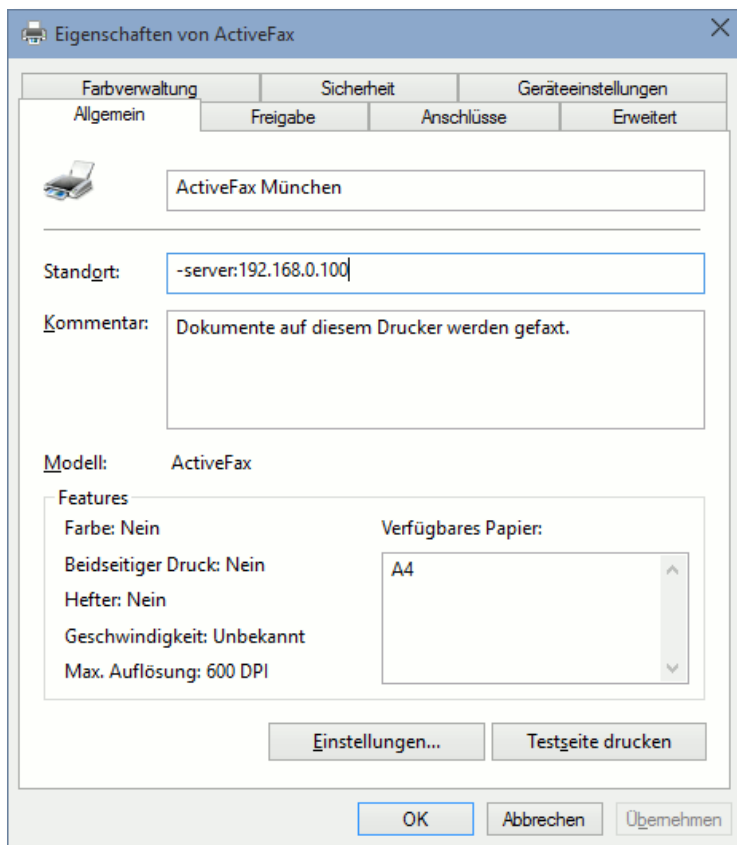 Eigenschaften von ActiveFax
Farbverwaltung Sicherheit Geräteeinstellungen
Allgemein Freigabe Anschlüsse Erweitert
ActiveFax München
Standort: -server:192.168.0.100
Kommentar: Dokumente auf diesem Drucker werden gefaxt.
Modell: ActiveFax
Features
Farbe: Nein Verfügbares Papier:
Beidseitiger Druck: Nein A4
Hefter: Nein
Geschwindigkeit: Unbekannt
Max. Auflösung: 600 DPI
Einstellungen... Testseite drucken
OK Abbrechen Übernehmen